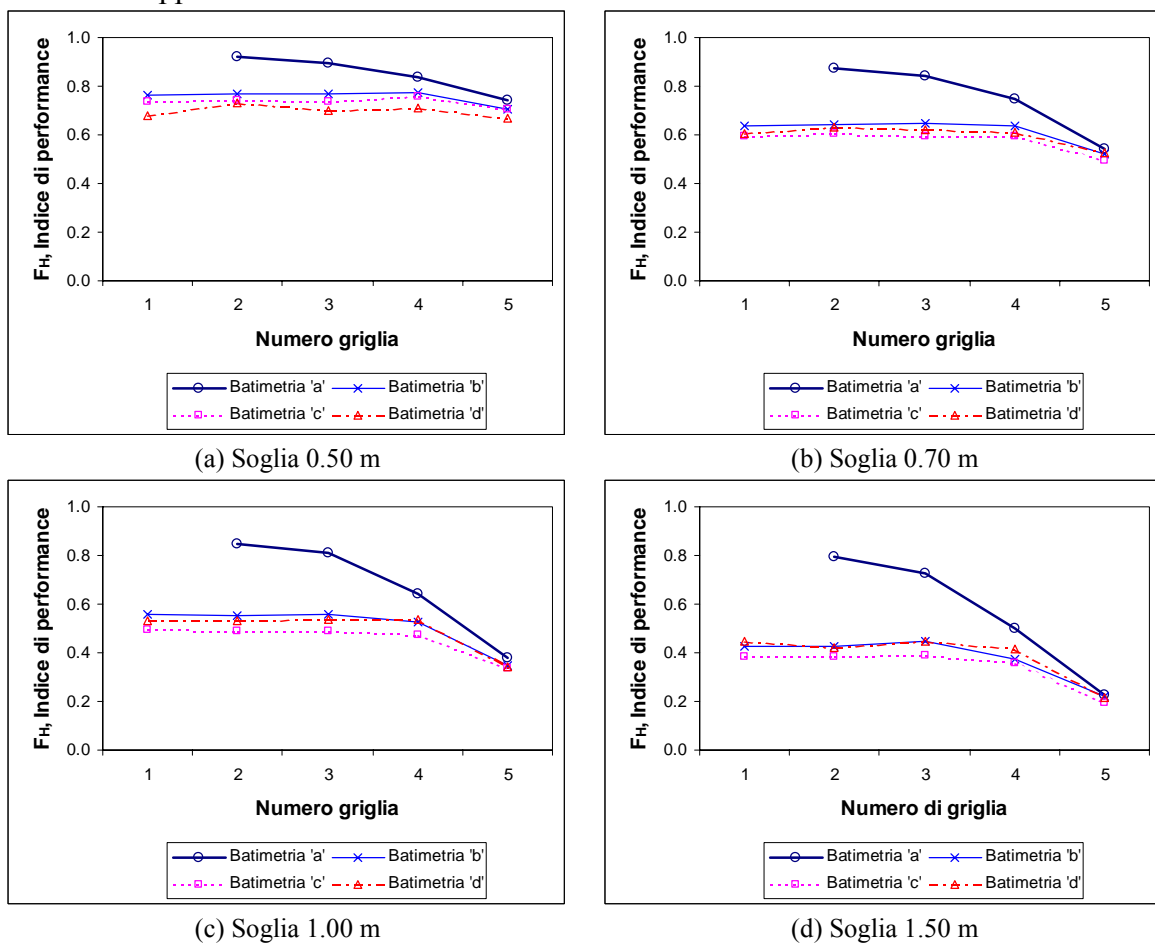 1.0
0.8
0.6
0.4
0.2
0.0
FH, Indice di performance
1 2 3 4 5
Numero griglia
Batimetria 'a' Batimetria 'b'
Batimetria 'c' Batimetria 'd'
(a) Soglia 0.50 m
1.0
0.8
0.6
0.4
0.2
0.0
FH, Indice di performance
1 2 3 4 5
Numero griglia
Batimetria 'a' Batimetria 'b'
Batimetria 'c' Batimetria 'd'
(b) Soglia 0.70 m
1.0
0.8
0.6
0.4
0.2
0.0
FH, Indice di performance
1 2 3 4 5
Numero griglia
Batimetria 'a' Batimetria 'b'
Batimetria 'c' Batimetria 'd'
(c) Soglia 1.00 m
1.0
0.8
0.6
0.4
0.2
0.0
FH, Indice di performance
1 2 3 4 5
Numero di griglia
Batimetria 'a' Batimetria 'b'
Batimetria 'c' Batimetria 'd'
(d) Soglia 1.50 m